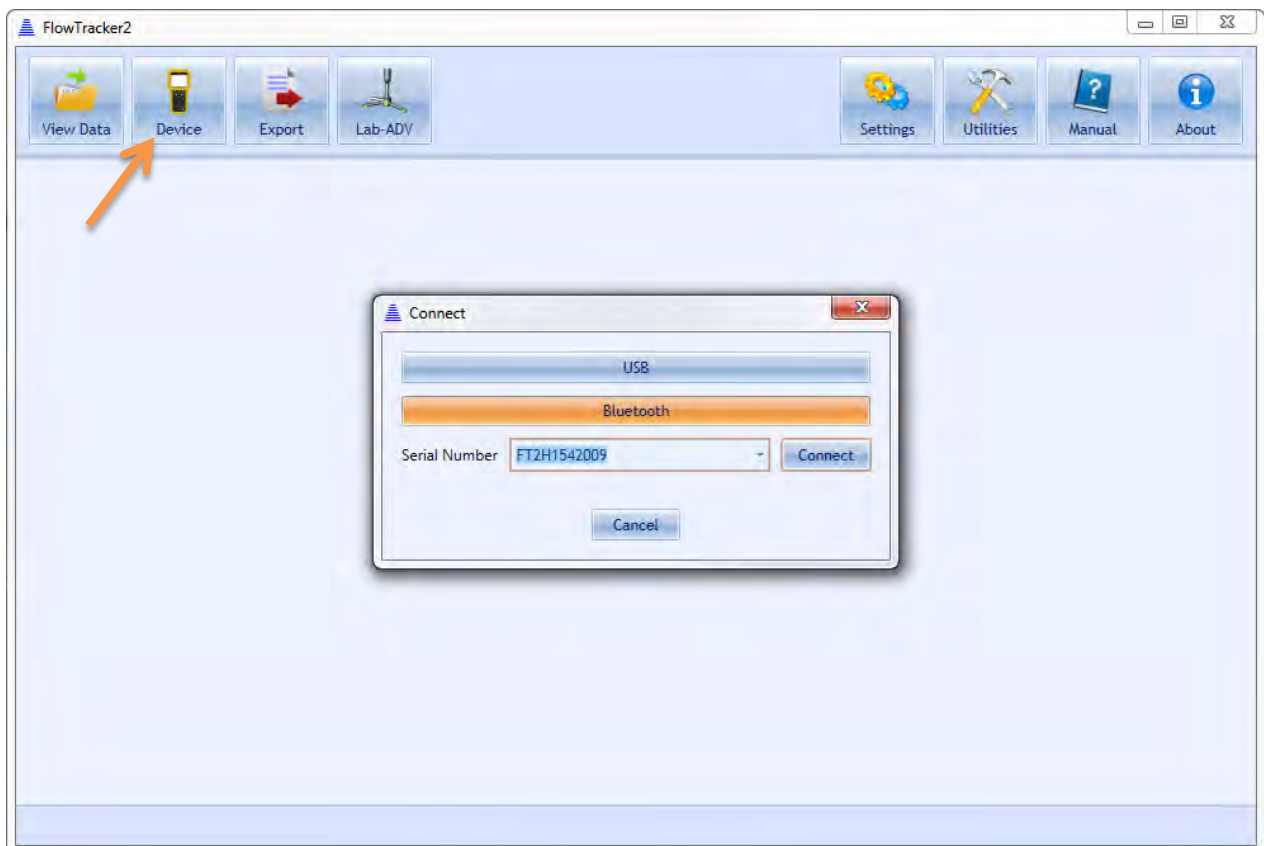 FlowTracker2
View Data Device Export Lab-ADV Settings Utilities Manual About
Connect
USB
Bluetooth
Serial Number FT2H1542009 Connect
Cancel